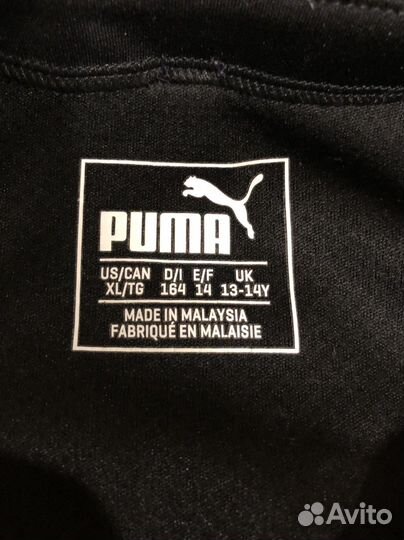 PUMA
US/CAN D/I E/F UK
XL/TG 164 14 13-14Y
MADE IN MALAYSIA
FABRIQUÉ EN MALAISIE
Avito